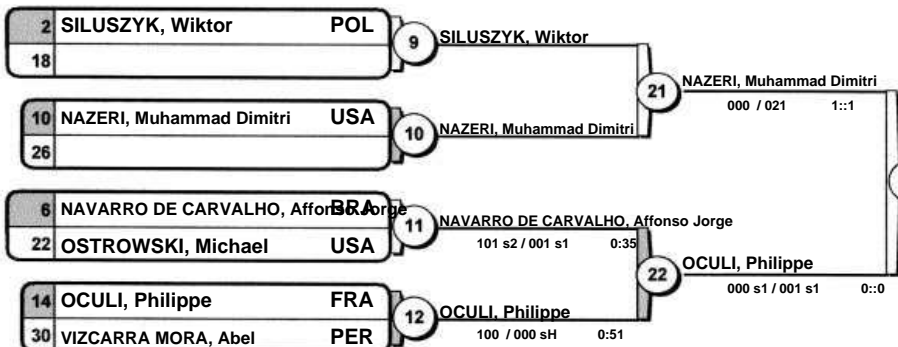 2 SILUSZYK, Wiktor POL
18
9 SILUSZYK, Wiktor
10 NAZERI, Muhammad Dimitri USA
26
10 NAZERI, Muhammad Dimitri
21 NAZERI, Muhammad Dimitri
000 / 021 1::1
6 NAVARRO DE CARVALHO, Affonso Jorge BRA
22 OSTROWSKI, Michael USA
11 NAVARRO DE CARVALHO, Affonso Jorge
101 s2 / 001 s1 0:35
14 OCULI, Philippe FRA
30 VIZCARRA MORA, Abel PER
12 OCULI, Philippe
100 / 000 sH 0:51
22 OCULI, Philippe
000 s1 / 001 s1 0::0